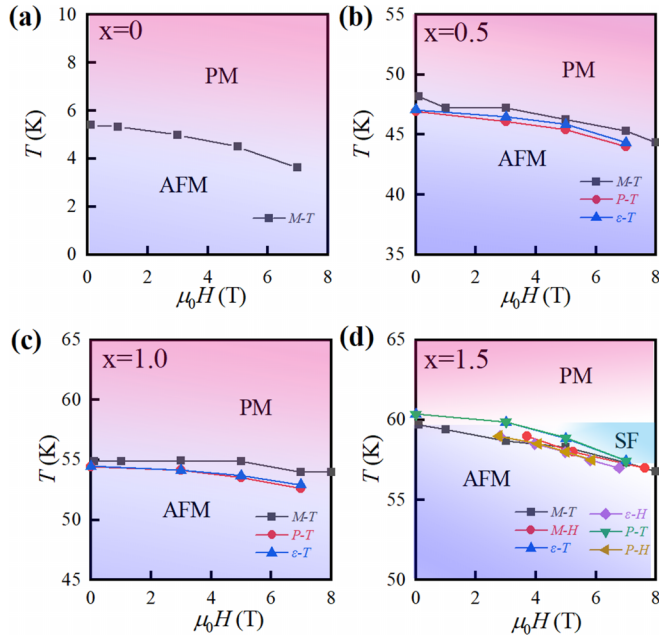 (a)
x=0
PM
AFM
M-T
10
8
6
4
2
0
T (K)
0 2 4 6 8
μ₀H (T)
(b)
x=0.5
PM
AFM
M-T
P-T
ε-T
55
50
45
40
35
T (K)
0 2 4 6 8
μ₀H (T)
(c)
x=1.0
PM
AFM
M-T
P-T
ε-T
65
60
55
50
45
T (K)
0 2 4 6 8
μ₀H (T)
(d)
x=1.5
PM
SF
AFM
M-T ε-H
M-H P-T
ε-T P-H
65
60
55
50
T (K)
0 2 4 6 8
μ₀H (T)